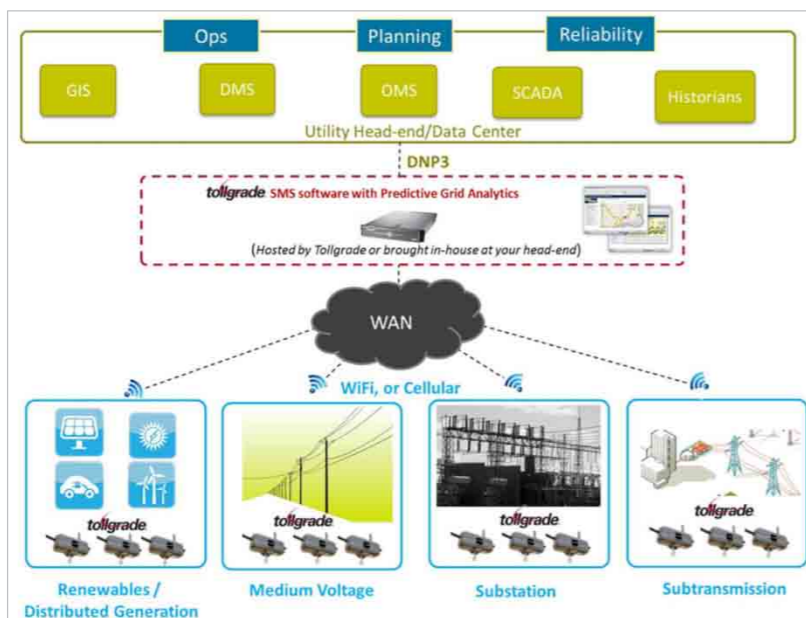 Ops
Planning
Reliability
GIS
DMS
OMS
SCADA
Historians
Utility Head-end/Data Center
DNP3
tollgrade SMS software with Predictive Grid Analytics
(Hosted by Tollgrade or brought in-house at your head-end)
WAN
WiFi, or Cellular
tollgrade
tollgrade
tollgrade
tollgrade
Renewables /
Distributed Generation
Medium Voltage
Substation
Subtransmission